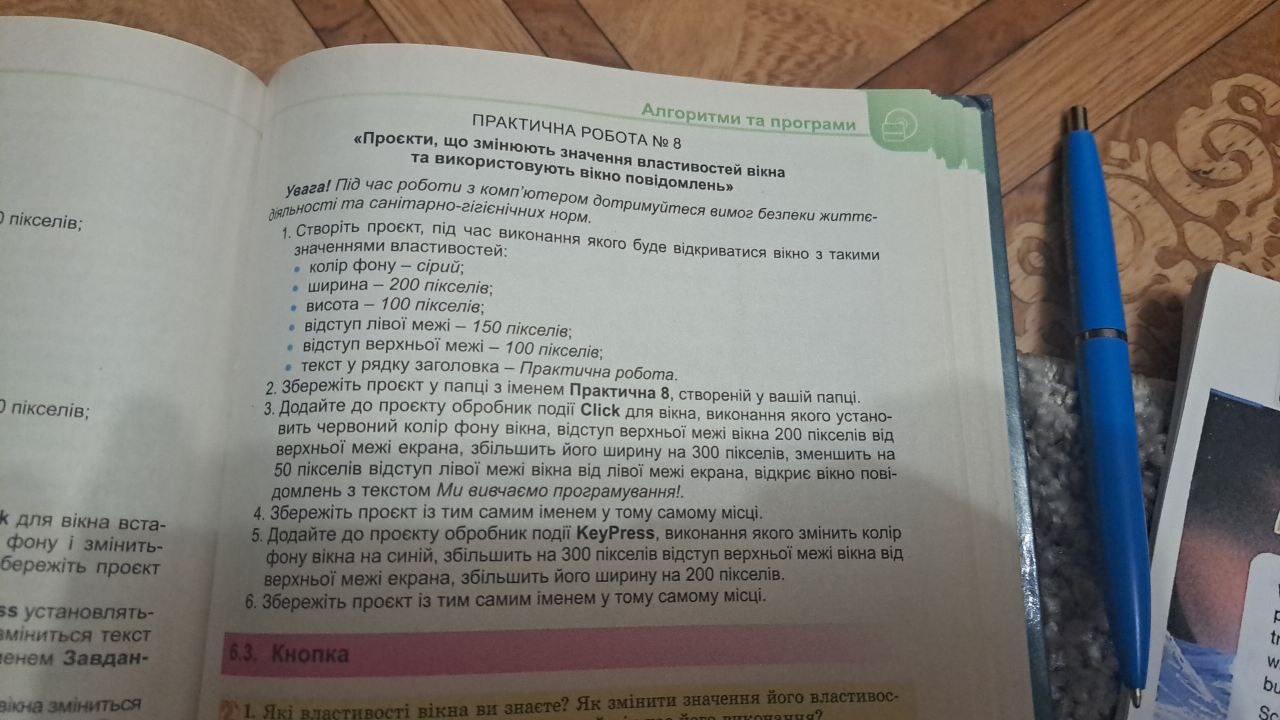 0 пікселів;
0 пікселів;
k для вікна вста-
фону і змінить-
бережіть проєкт
ss установлять-
зміниться текст
менем Завдан-
вікна зміниться
Алгоритми та програми
ПРАКТИЧНА РОБОТА № 8
«Проєкти, що змінюють значення властивостей вікна
та використовують вікно повідомлень»
Увага! Під час роботи з комп’ютером дотримуйтеся вимог безпеки життє-
діяльності та санітарно-гігієнічних норм.
1. Створіть проєкт, під час виконання якого буде відкриватися вікно з такими
значеннями властивостей:
• колір фону – сірий;
• ширина – 200 пікселів;
• висота – 100 пікселів;
• відступ лівої межі – 150 пікселів;
• відступ верхньої межі – 100 пікселів;
• текст у рядку заголовка – Практична робота.
2. Збережіть проєкт у папці з іменем Практична 8, створеній у вашій папці.
3. Додайте до проєкту обробник події Click для вікна, виконання якого устано-
вить червоний колір фону вікна, відступ верхньої межі вікна 200 пікселів від
верхньої межі екрана, збільшить його ширину на 300 пікселів, зменшить на
50 пікселів відступ лівої межі вікна від лівої межі екрана, відкриє вікно пові-
домлень з текстом Ми вивчаємо програмування!.
4. Збережіть проєкт із тим самим іменем у тому самому місці.
5. Додайте до проєкту обробник події KeyPress, виконання якого змінить колір
фону вікна на синій, збільшить на 300 пікселів відступ верхньої межі вікна від
верхньої межі екрана, збільшить його ширину на 200 пікселів.
6. Збережіть проєкт із тим самим іменем у тому самому місці.
6.3. Кнопка
1. Які властивості вікна ви знаєте? Як змінити значення його властивос-
його виконання?